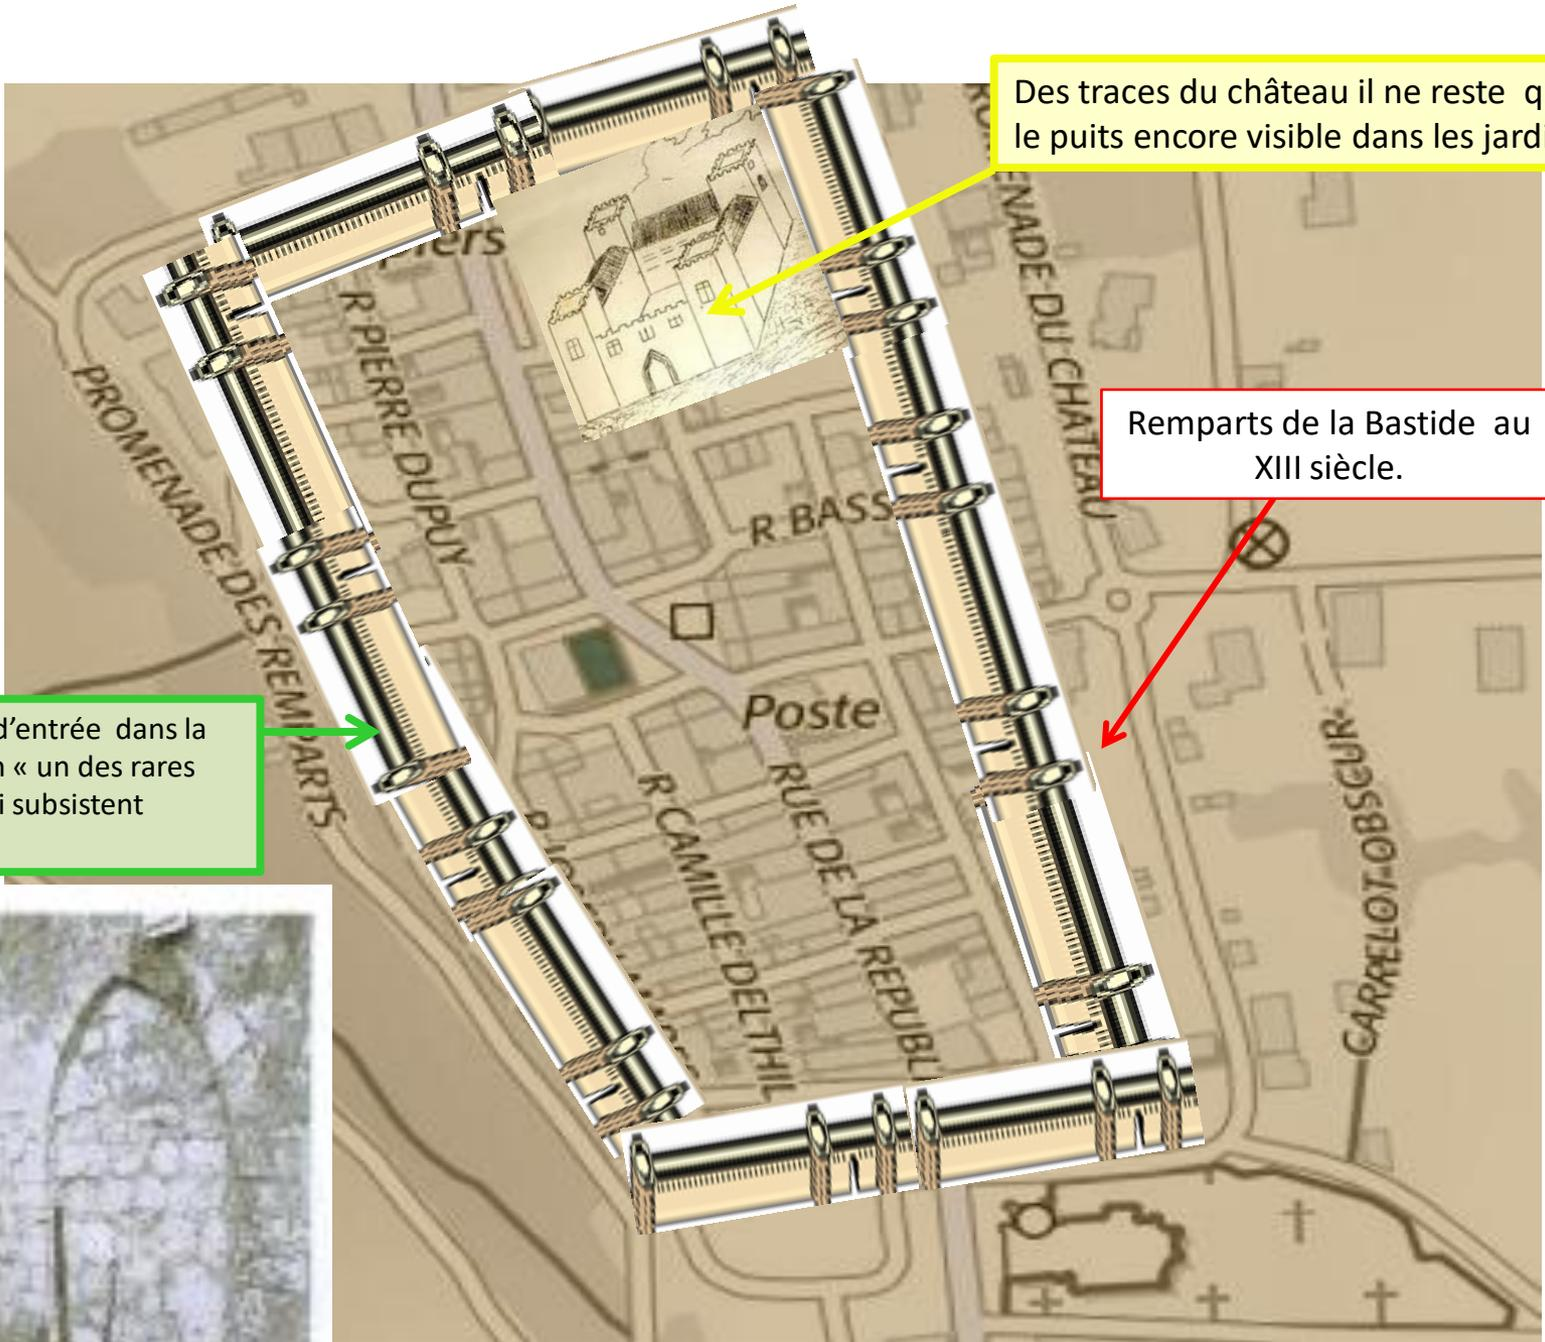 Des traces du château il ne reste q
le puits encore visible dans les jardi
Remparts de la Bastide au
XIII siècle.
d’entrée dans la
n « un des rares
i subsistent
iers
R PIERRE DUPUY
PROMENADE DES REMPARTS
ENADE DU CHATEAU
R BASS
Poste
R CAMILLE DELTHIL
RUE DE LA REPUBL
CARRELOT OBSCUR